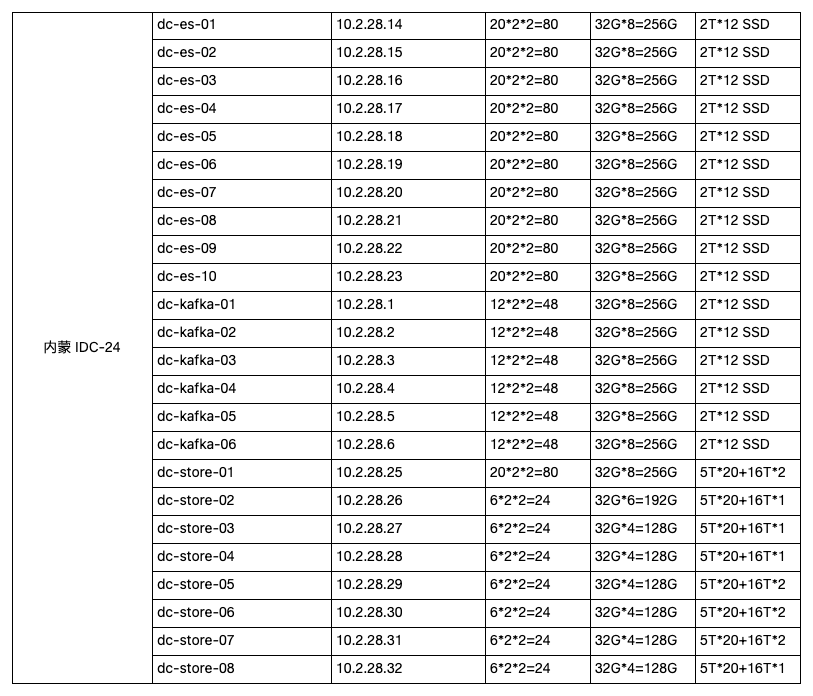 dc-es-01 10.2.28.14 20*2*2=80 32G*8=256G 2T*12 SSD
dc-es-02 10.2.28.15 20*2*2=80 32G*8=256G 2T*12 SSD
dc-es-03 10.2.28.16 20*2*2=80 32G*8=256G 2T*12 SSD
dc-es-04 10.2.28.17 20*2*2=80 32G*8=256G 2T*12 SSD
dc-es-05 10.2.28.18 20*2*2=80 32G*8=256G 2T*12 SSD
dc-es-06 10.2.28.19 20*2*2=80 32G*8=256G 2T*12 SSD
dc-es-07 10.2.28.20 20*2*2=80 32G*8=256G 2T*12 SSD
dc-es-08 10.2.28.21 20*2*2=80 32G*8=256G 2T*12 SSD
dc-es-09 10.2.28.22 20*2*2=80 32G*8=256G 2T*12 SSD
dc-es-10 10.2.28.23 20*2*2=80 32G*8=256G 2T*12 SSD
dc-kafka-01 10.2.28.1 12*2*2=48 32G*8=256G 2T*12 SSD
dc-kafka-02 10.2.28.2 12*2*2=48 32G*8=256G 2T*12 SSD
内蒙 IDC-24
dc-kafka-03 10.2.28.3 12*2*2=48 32G*8=256G 2T*12 SSD
dc-kafka-04 10.2.28.4 12*2*2=48 32G*8=256G 2T*12 SSD
dc-kafka-05 10.2.28.5 12*2*2=48 32G*8=256G 2T*12 SSD
dc-kafka-06 10.2.28.6 12*2*2=48 32G*8=256G 2T*12 SSD
dc-store-01 10.2.28.25 20*2*2=80 32G*8=256G 5T*20+16T*2
dc-store-02 10.2.28.26 6*2*2=24 32G*6=192G 5T*20+16T*1
dc-store-03 10.2.28.27 6*2*2=24 32G*4=128G 5T*20+16T*1
dc-store-04 10.2.28.28 6*2*2=24 32G*4=128G 5T*20+16T*1
dc-store-05 10.2.28.29 6*2*2=24 32G*4=128G 5T*20+16T*2
dc-store-06 10.2.28.30 6*2*2=24 32G*4=128G 5T*20+16T*2
dc-store-07 10.2.28.31 6*2*2=24 32G*4=128G 5T*20+16T*2
dc-store-08 10.2.28.32 6*2*2=24 32G*4=128G 5T*20+16T*1